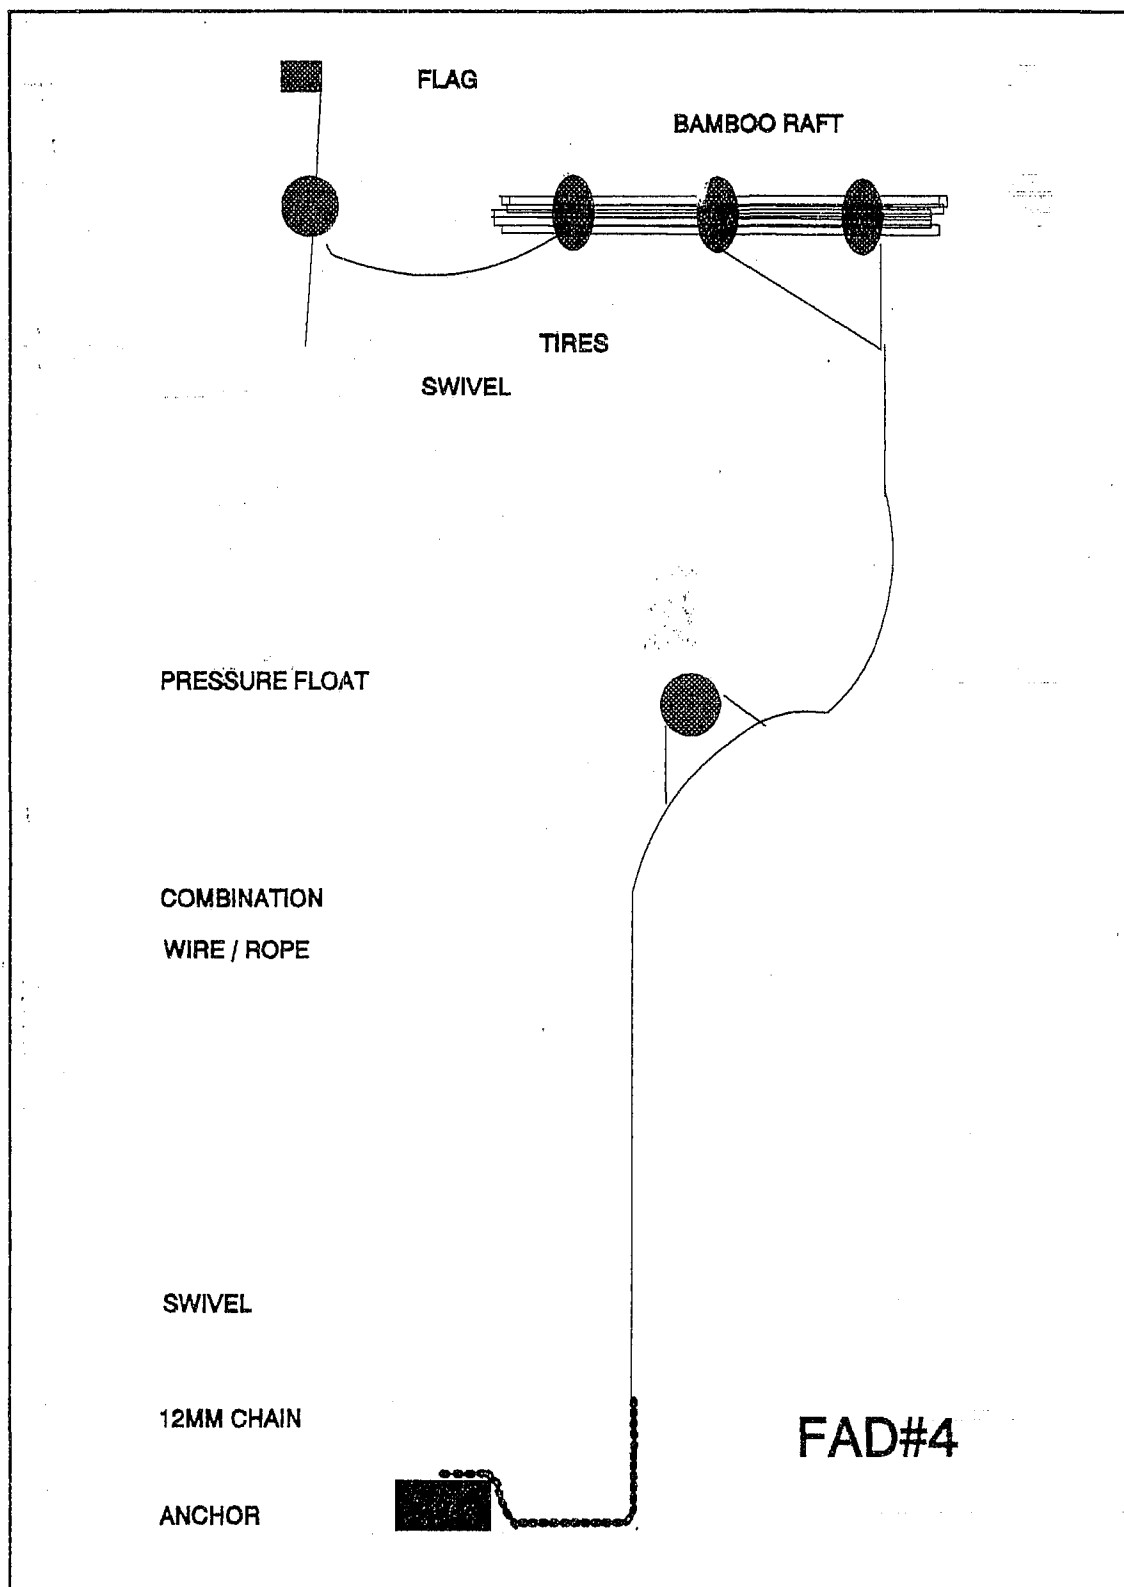 FLAG
BAMBOO RAFT
TIRES
SWIVEL
PRESSURE FLOAT
COMBINATION
WIRE / ROPE
SWIVEL
12MM CHAIN
FAD#4
ANCHOR